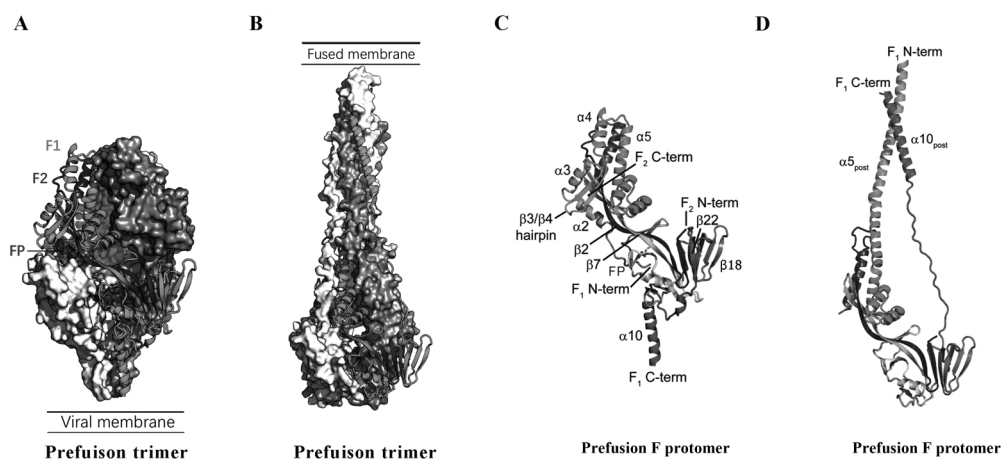 A
B
C
D
Fused membrane
F1
F2
FP
Viral membrane
Prefuison trimer
Prefuison trimer
α4
α5
α3
F2 C-term
β3/β4
hairpin
α2
β2
β7
FP
F1 N-term
F2 N-term
β22
β18
α10
F1 C-term
Prefusion F protomer
F1 N-term
F1 C-term
α10post
α5post
Prefusion F protomer